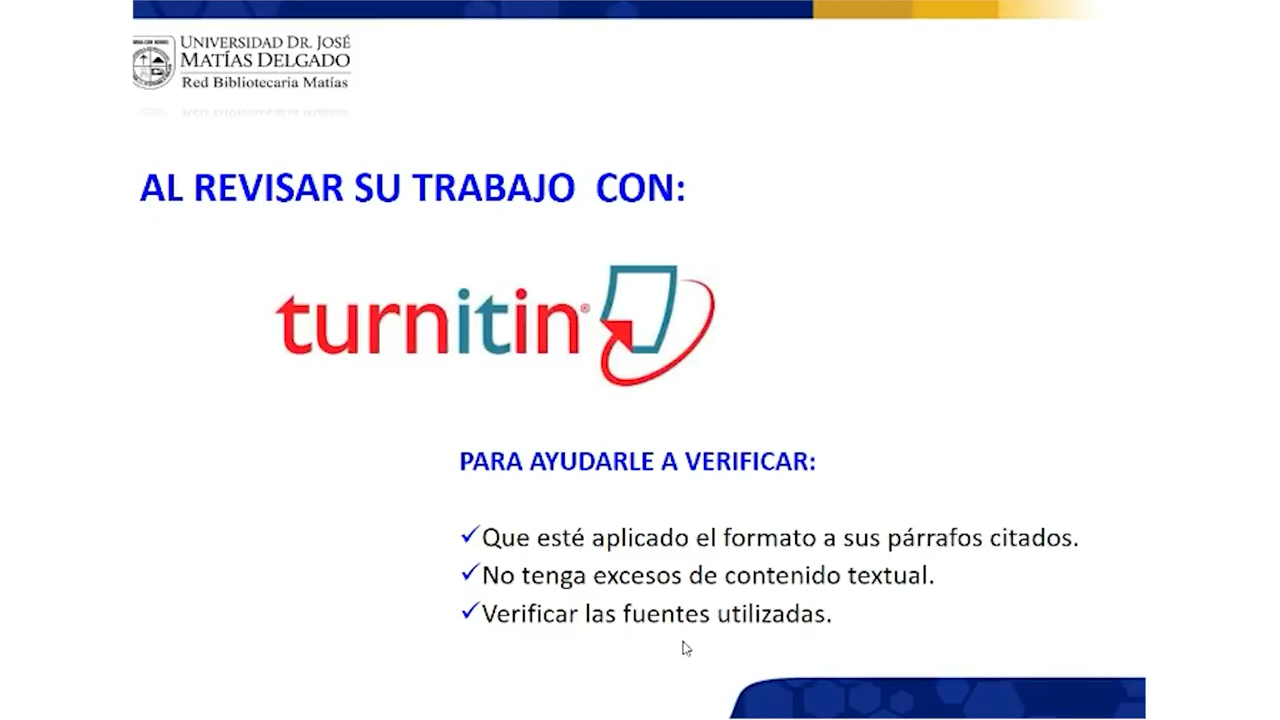 UNIVERSIDAD DR. JOSÉ
MATÍAS DELGADO
Red Bibliotecaria Matías
AL REVISAR SU TRABAJO CON:
turnitin®
PARA AYUDARLE A VERIFICAR:
✓Que esté aplicado el formato a sus párrafos citados.
✓No tenga excesos de contenido textual.
✓Verificar las fuentes utilizadas.